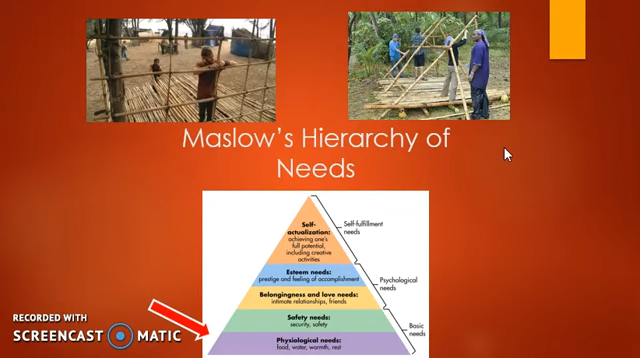 Maslow's Hierarchy of
Needs
Self-
actualization:
achieving one's
full potential,
including creative
activities
Self-fulfillment
needs
Esteem needs:
prestige and feeling of accomplishment
Psychological
needs
Belongingness and love needs:
intimate relationships, friends
Safety needs:
security, safety
Basic
needs
Physiological needs:
food, water, warmth, rest
RECORDED WITH
SCREENCAST MATIC